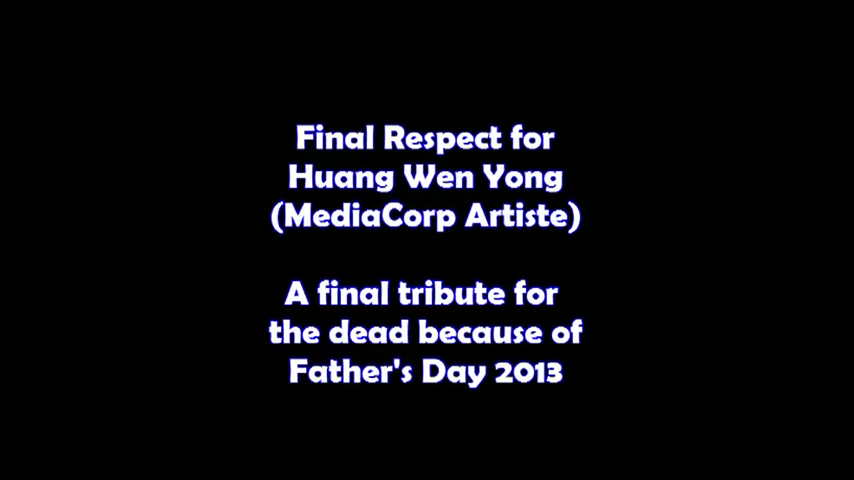 Final Respect for
Huang Wen Yong
(MediaCorp Artiste)
A final tribute for
the dead because of
Father's Day 2013